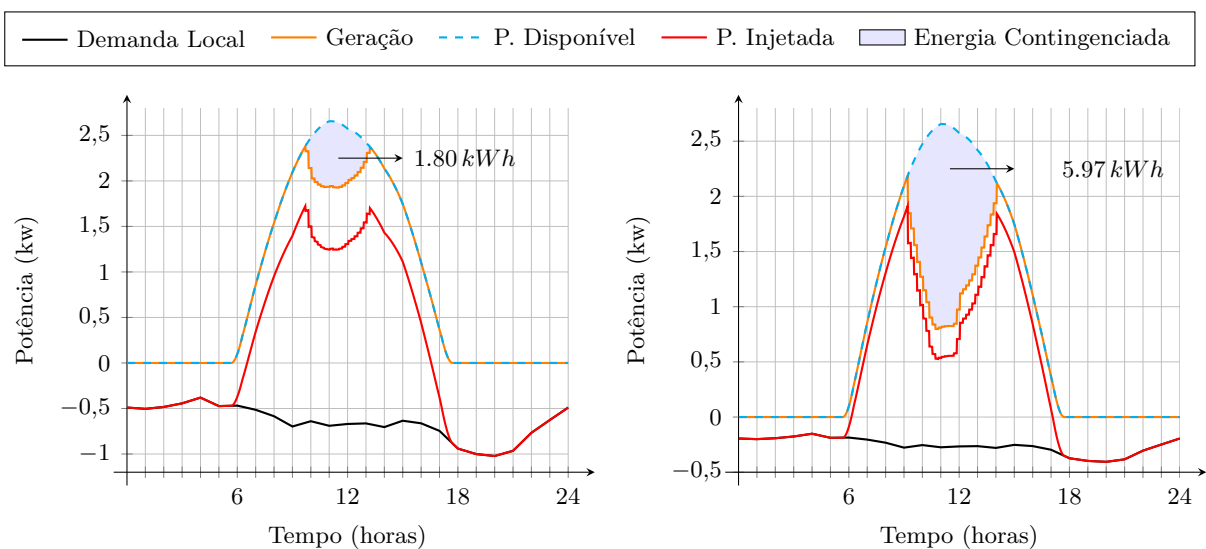 Demanda Local Geração P. Disponível P. Injetada Energia Contingenciada
2,5
2
1,5
1
0,5
0
−0,5
−1
6 12 18 24
1.80 kWh
Potência (kw)
Tempo (horas)
2,5
2
1,5
1
0,5
0
−0,5
6 12 18 24
5.97 kWh
Potência (kw)
Tempo (horas)